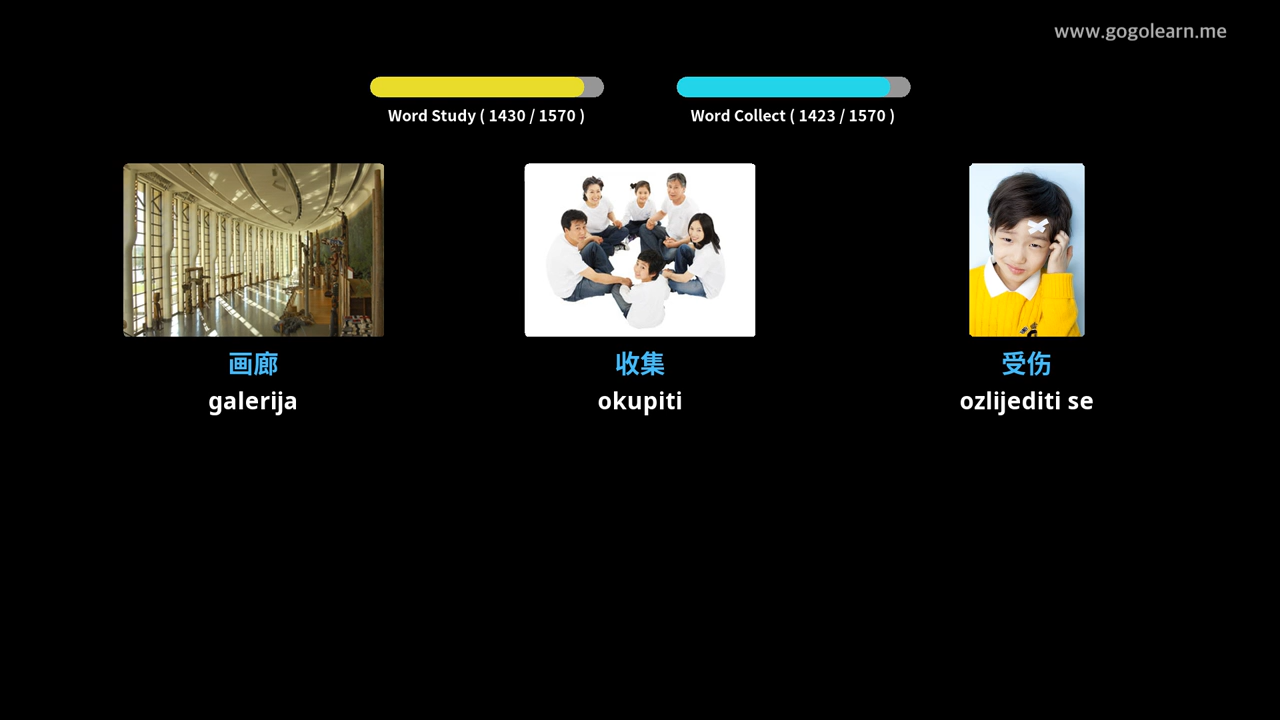 www.gogolearn.me
Word Study ( 1430 / 1570 )
Word Collect ( 1423 / 1570 )
画廊
galerija
收集
okupiti
受伤
ozlijediti se